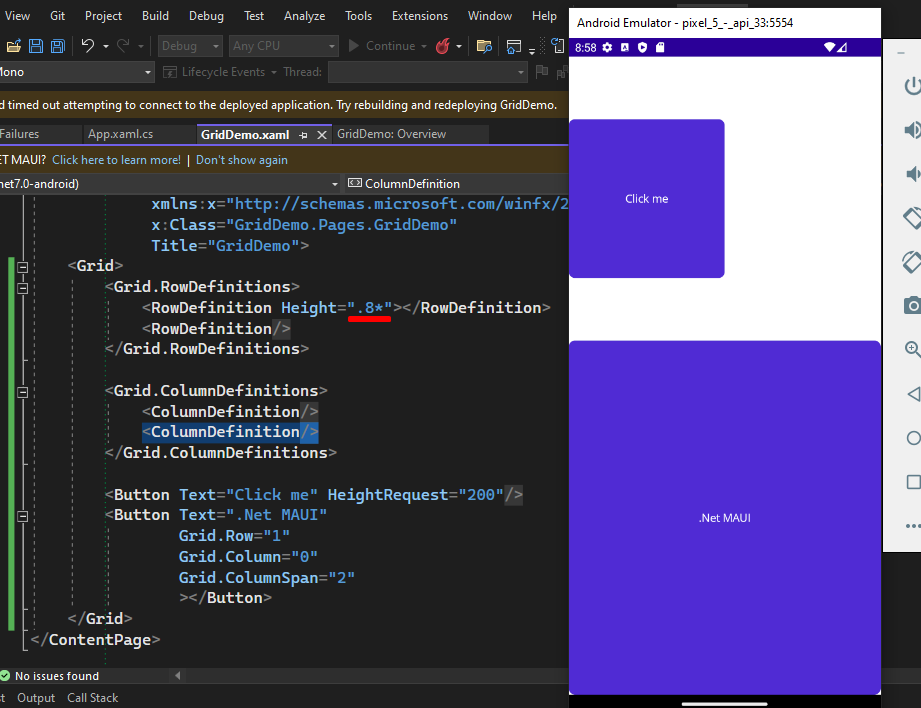 View Git Project Build Debug Test Analyze Tools Extensions Window Help
Debug Any CPU Continue
Mono Lifecycle Events Thread:
d timed out attempting to connect to the deployed application. Try rebuilding and redeploying GridDemo.
Failures App.xaml.cs GridDemo.xaml GridDemo: Overview
ET MAUI? Click here to learn more! | Don't show again
net7.0-android) ColumnDefinition
xmlns:x="http://schemas.microsoft.com/winfx/2
x:Class="GridDemo.Pages.GridDemo"
Title="GridDemo">
<Grid>
<Grid.RowDefinitions>
<RowDefinition Height=".8*"></RowDefinition>
<RowDefinition/>
</Grid.RowDefinitions>
<Grid.ColumnDefinitions>
<ColumnDefinition/>
<ColumnDefinition/>
</Grid.ColumnDefinitions>
<Button Text="Click me" HeightRequest="200"/>
<Button Text=".Net MAUI"
Grid.Row="1"
Grid.Column="0"
Grid.ColumnSpan="2"
></Button>
</Grid>
</ContentPage>
No issues found
t Output Call Stack
Android Emulator - pixel_5_-_api_33:5554
8:58
Click me
.Net MAUI